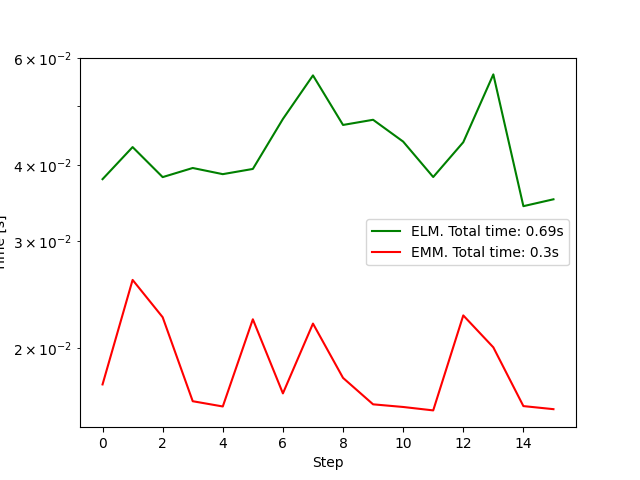 6 × 10⁻²
4 × 10⁻²
3 × 10⁻²
2 × 10⁻²
Time [s]
ELM. Total time: 0.69s
EMM. Total time: 0.3s
0 2 4 6 8 10 12 14
Step